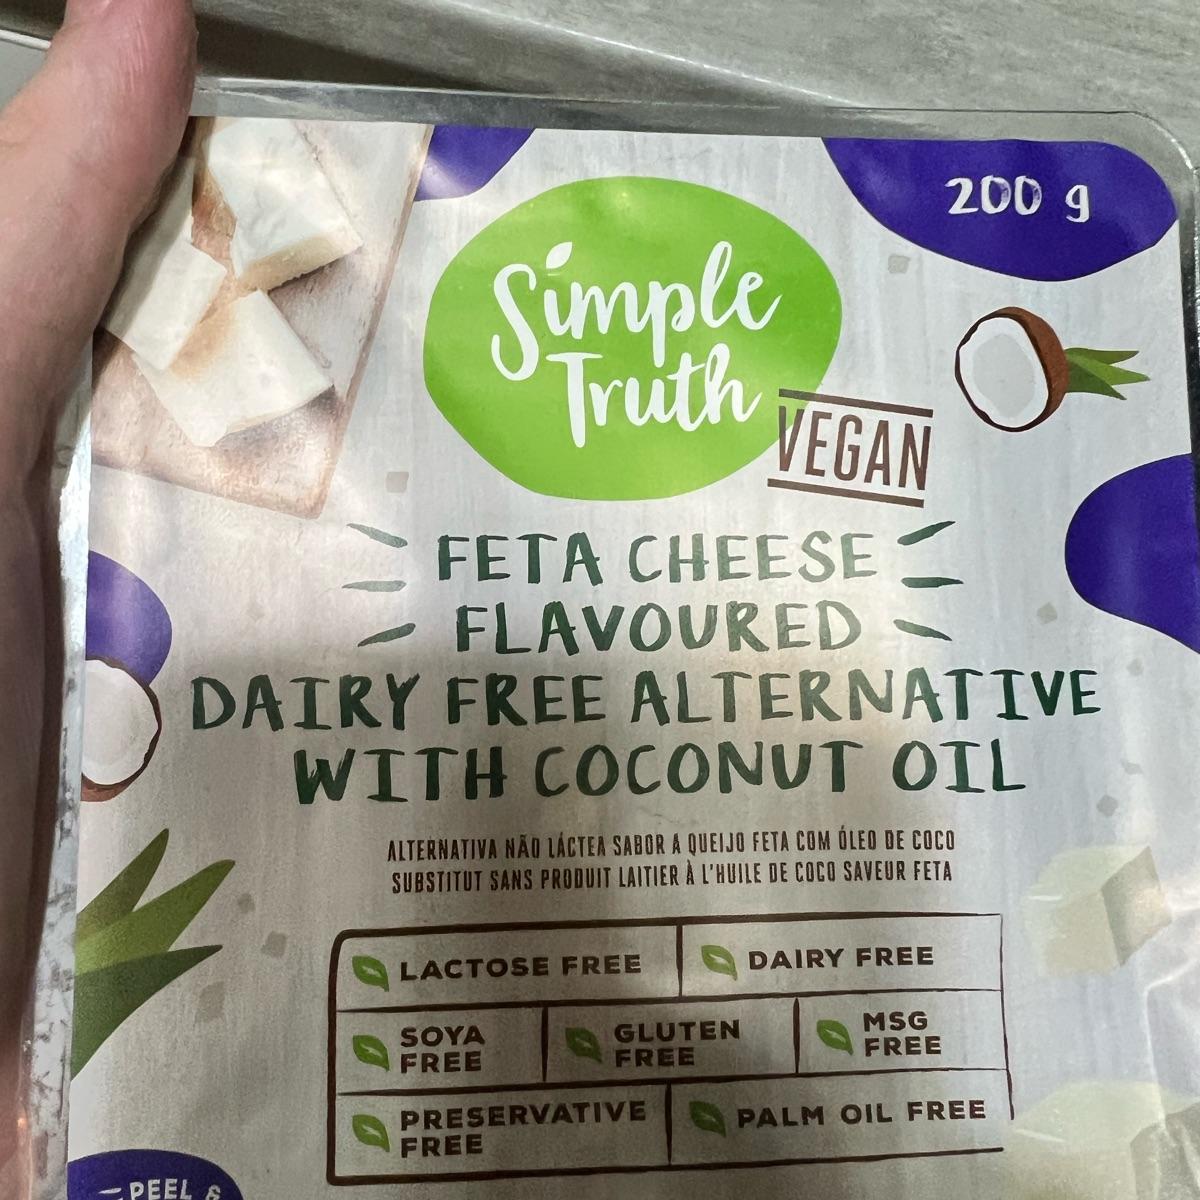 200 g
Simple
Truth
VEGAN
FETA CHEESE
FLAVOURED
DAIRY FREE ALTERNATIVE
WITH COCONUT OIL
ALTERNATIVA NÃO LÁCTEA SABOR A QUEIJO FETA COM ÓLEO DE COCO
SUBSTITUT SANS PRODUIT LAITIER À L'HUILE DE COCO SAVEUR FETA
LACTOSE FREE
DAIRY FREE
SOYA
FREE
GLUTEN
FREE
MSG
FREE
PRESERVATIVE
FREE
PALM OIL FREE
PEEL &